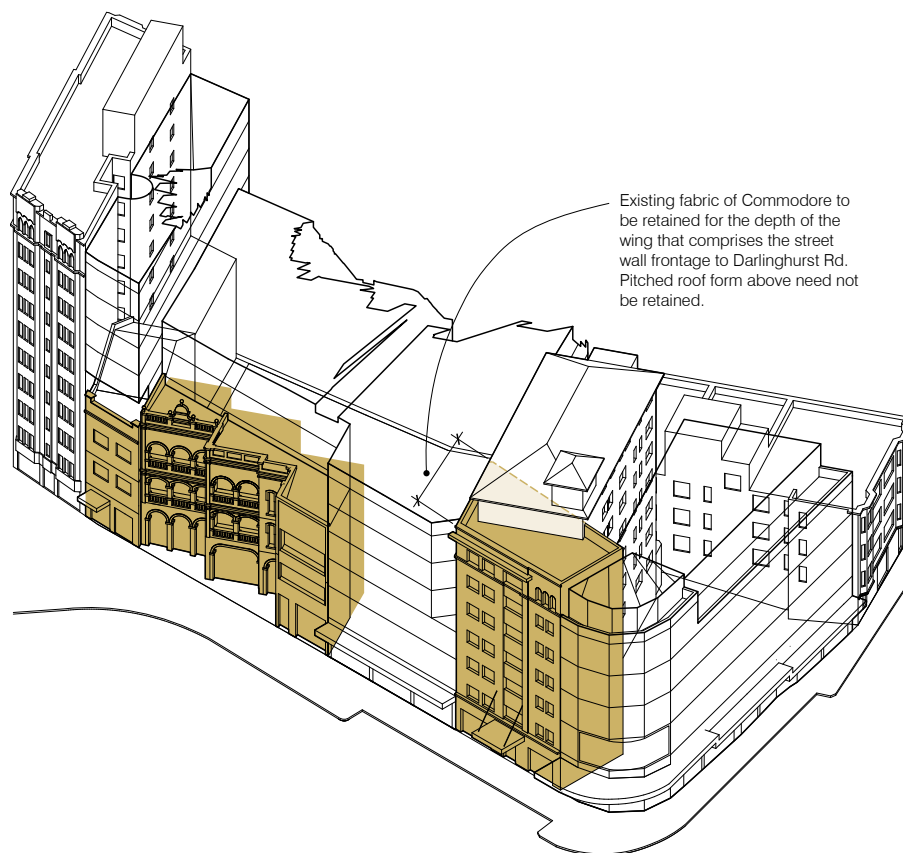 Existing fabric of Commodore to
be retained for the depth of the
wing that comprises the street
wall frontage to Darlinghurst Rd.
Pitched roof form above need not
be retained.